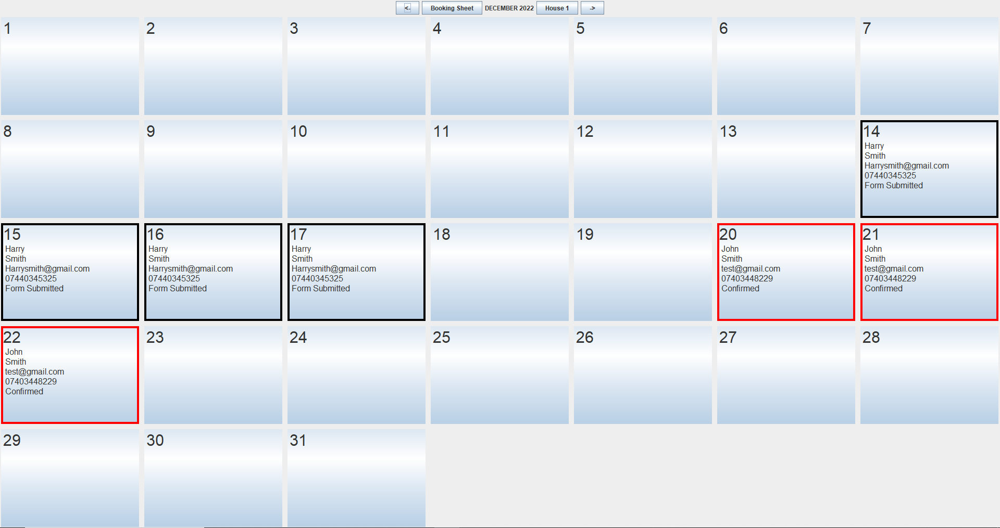 <- Booking Sheet DECEMBER 2022 House 1 ->
1 2 3 4 5 6 7
8 9 10 11 12 13 14
Harry
Smith
Harrysmith@gmail.com
07440345325
Form Submitted
15 16 17 18 19 20 21
Harry Harry Harry John John
Smith Smith Smith Smith Smith
Harrysmith@gmail.com Harrysmith@gmail.com Harrysmith@gmail.com test@gmail.com test@gmail.com
07440345325 07440345325 07440345325 07403448229 07403448229
Form Submitted Form Submitted Form Submitted Confirmed Confirmed
22 23 24 25 26 27 28
John
Smith
test@gmail.com
07403448229
Confirmed
29 30 31